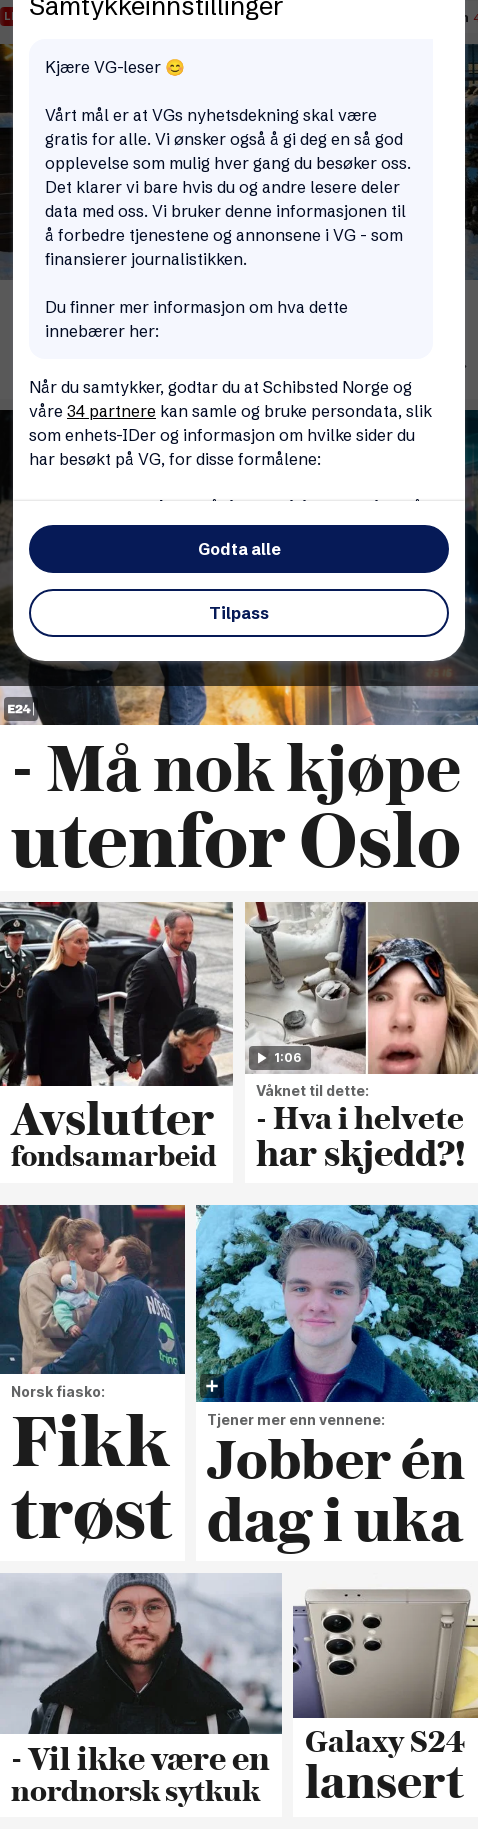 Samtykkeinnstillinger
Kjære VG-leser 😊
Vårt mål er at VGs nyhetsdekning skal være
gratis for alle. Vi ønsker også å gi deg en så god
opplevelse som mulig hver gang du besøker oss.
Det klarer vi bare hvis du og andre lesere deler
data med oss. Vi bruker denne informasjonen til
å forbedre tjenestene og annonsene i VG - som
finansierer journalistikken.
Du finner mer informasjon om hva dette
innebærer her:
Når du samtykker, godtar du at Schibsted Norge og
våre 34 partnere kan samle og bruke persondata, slik
som enhets-IDer og informasjon om hvilke sider du
har besøkt på VG, for disse formålene:
Godta alle
Tilpass
E24
- Må nok kjøpe
utenfor Oslo
Avslutter
fondsamarbeid
1:06
Våknet til dette:
- Hva i helvete
har skjedd?!
Norsk fiasko:
Fikk
trøst
Tjener mer enn vennene:
Jobber én
dag i uka
- Vil ikke være en
nordnorsk sytkuk
Galaxy S24
lansert